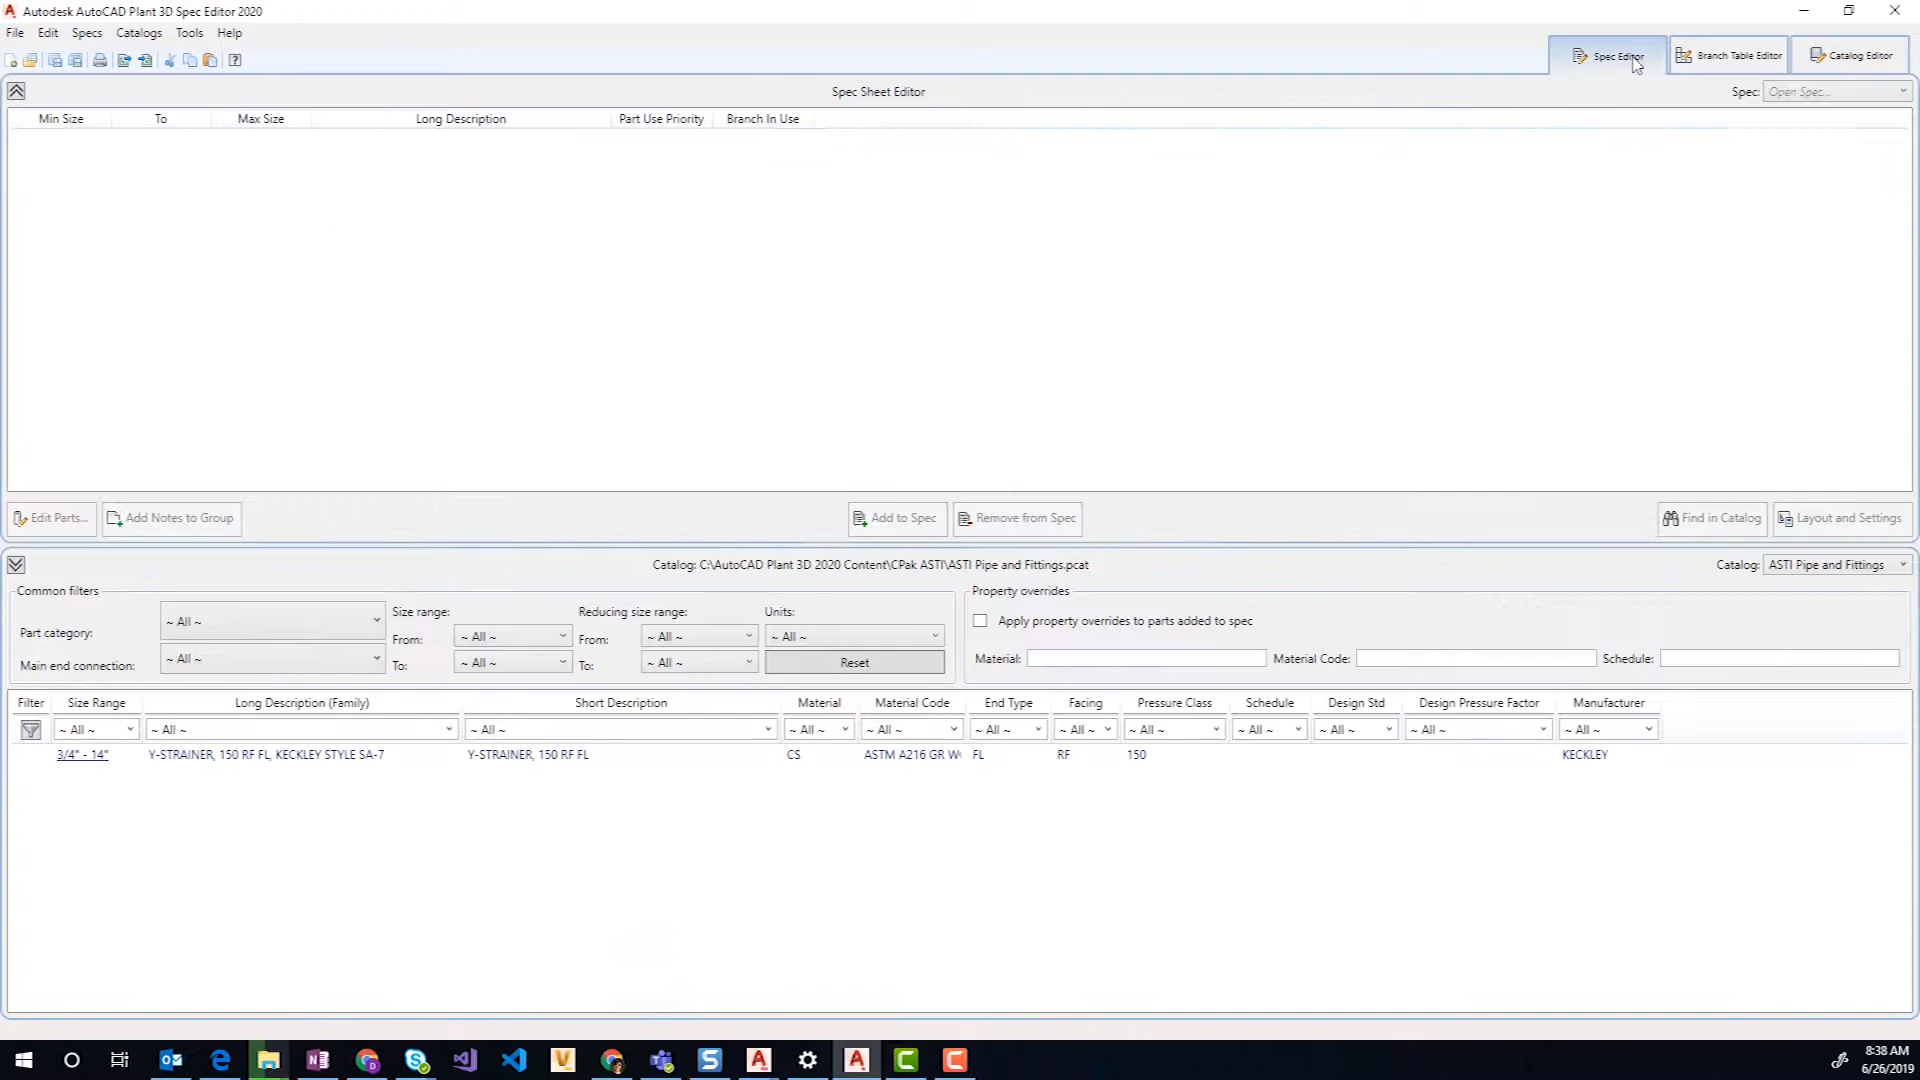 Autodesk AutoCAD Plant 3D Spec Editor 2020
File Edit Specs Catalogs Tools Help
Spec Editor Branch Table Editor Catalog Editor
Spec Sheet Editor Spec: Open Spec...
Min Size To Max Size Long Description Part Use Priority Branch In Use
Edit Parts... Add Notes to Group Add to Spec Remove from Spec Find in Catalog Layout and Settings
Catalog: C:\AutoCAD Plant 3D 2020 Content\CPak ASTI\ASTI Pipe and Fittings.pcat Catalog: ASTI Pipe and Fittings
Common filters Property overrides
Part category: ~ All ~ Size range: Reducing size range: Units:
Apply property overrides to parts added to spec
From: ~ All ~ From: ~ All ~ ~ All ~
Main end connection: ~ All ~ To: ~ All ~ To: ~ All ~ Reset
Material: Material Code: Schedule:
Filter Size Range Long Description (Family) Short Description Material Material Code End Type Facing Pressure Class Schedule Design Std Design Pressure Factor Manufacturer
~ All ~ ~ All ~ ~ All ~ ~ All ~ ~ All ~ ~ All ~ ~ All ~ ~ All ~ ~ All ~ ~ All ~ ~ All ~ ~ All ~
3/4" - 14" Y-STRAINER, 150 RF FL, KECKLEY STYLE SA-7 Y-STRAINER, 150 RF FL CS ASTM A216 GR FL RF 150 KECKLEY
8:38 AM
6/26/2019